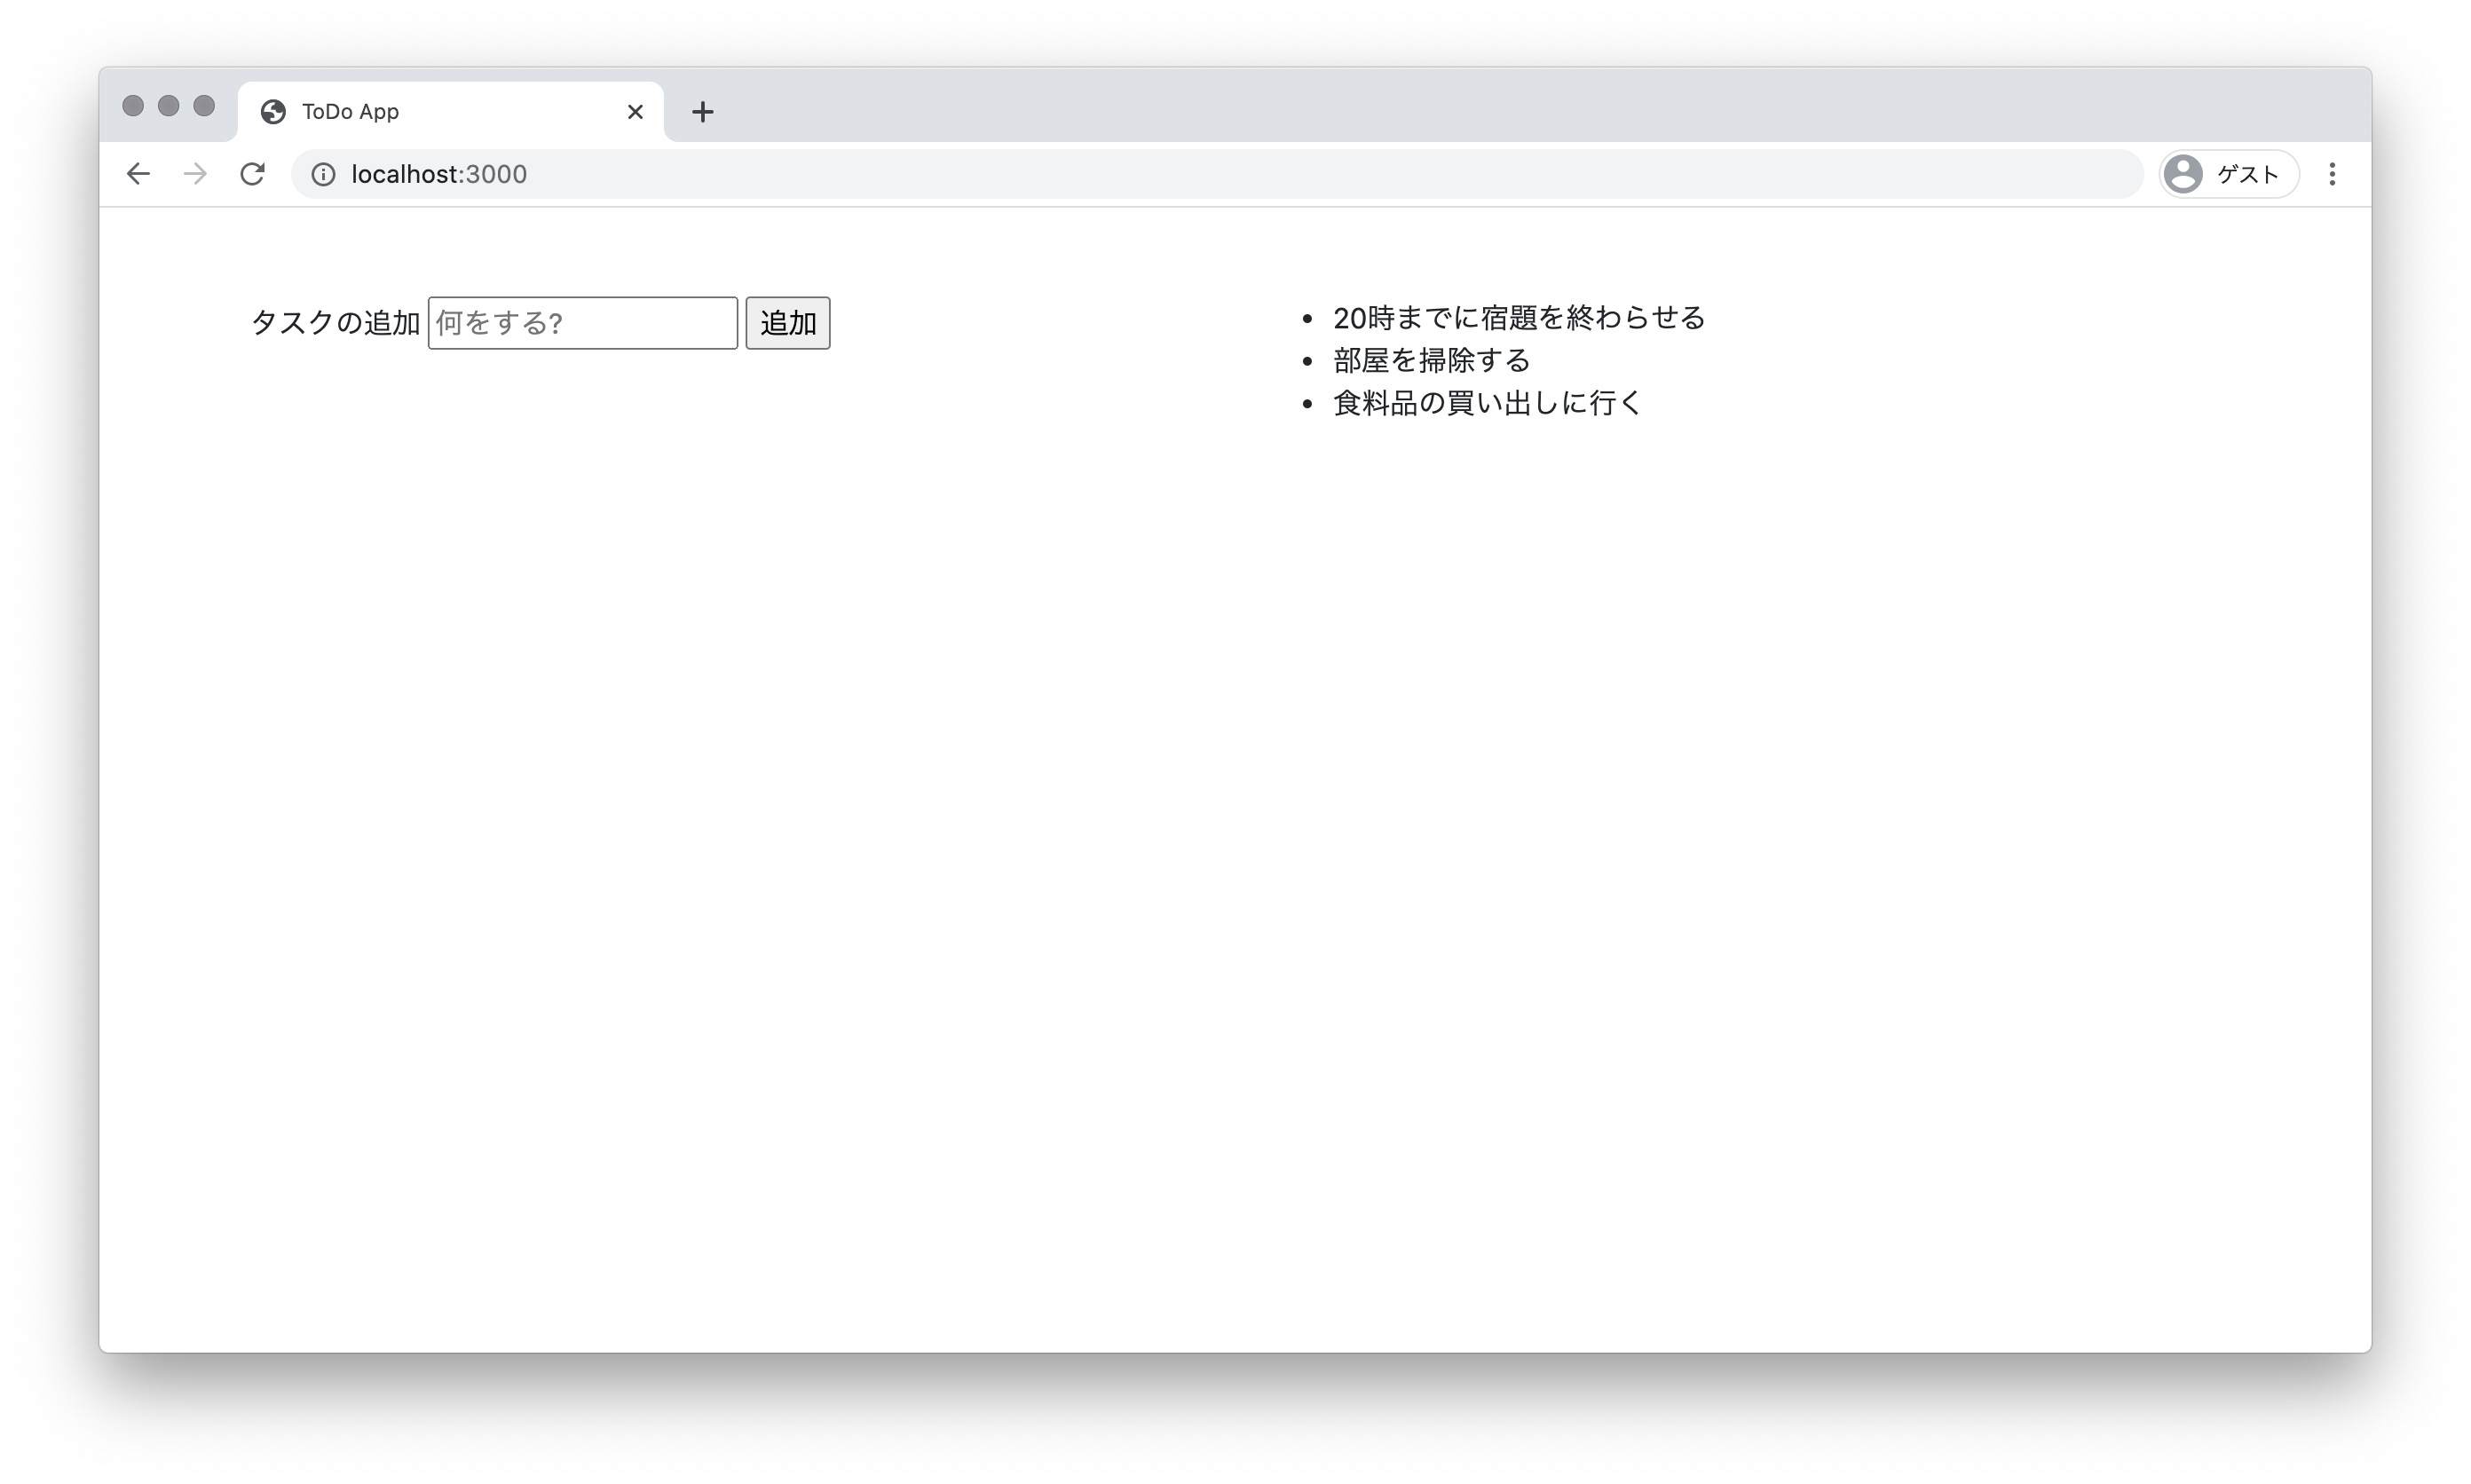 ToDo App
localhost:3000
ゲスト
タスクの追加 何をする? 追加
20時までに宿題を終わらせる
部屋を掃除する
食料品の買い出しに行く